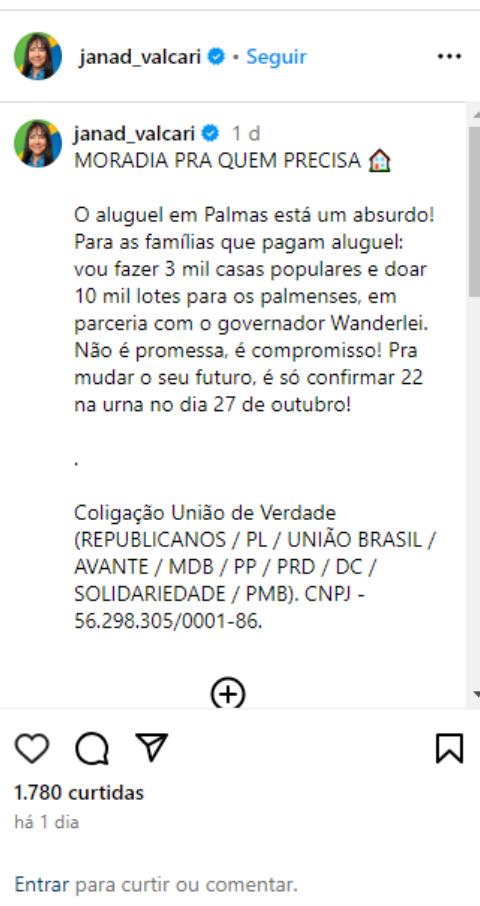 janad_valcari • Seguir
janad_valcari 1 d
MORADIA PRA QUEM PRECISA 🏠
O aluguel em Palmas está um absurdo!
Para as famílias que pagam aluguel:
vou fazer 3 mil casas populares e doar
10 mil lotes para os palmenses, em
parceria com o governador Wanderlei.
Não é promessa, é compromisso! Pra
mudar o seu futuro, é só confirmar 22
na urna no dia 27 de outubro!
.
Coligação União de Verdade
(REPUBLICANOS / PL / UNIÃO BRASIL /
AVANTE / MDB / PP / PRD / DC /
SOLIDARIEDADE / PMB). CNPJ -
56.298.305/0001-86.
1.780 curtidas
há 1 dia
Entrar para curtir ou comentar.